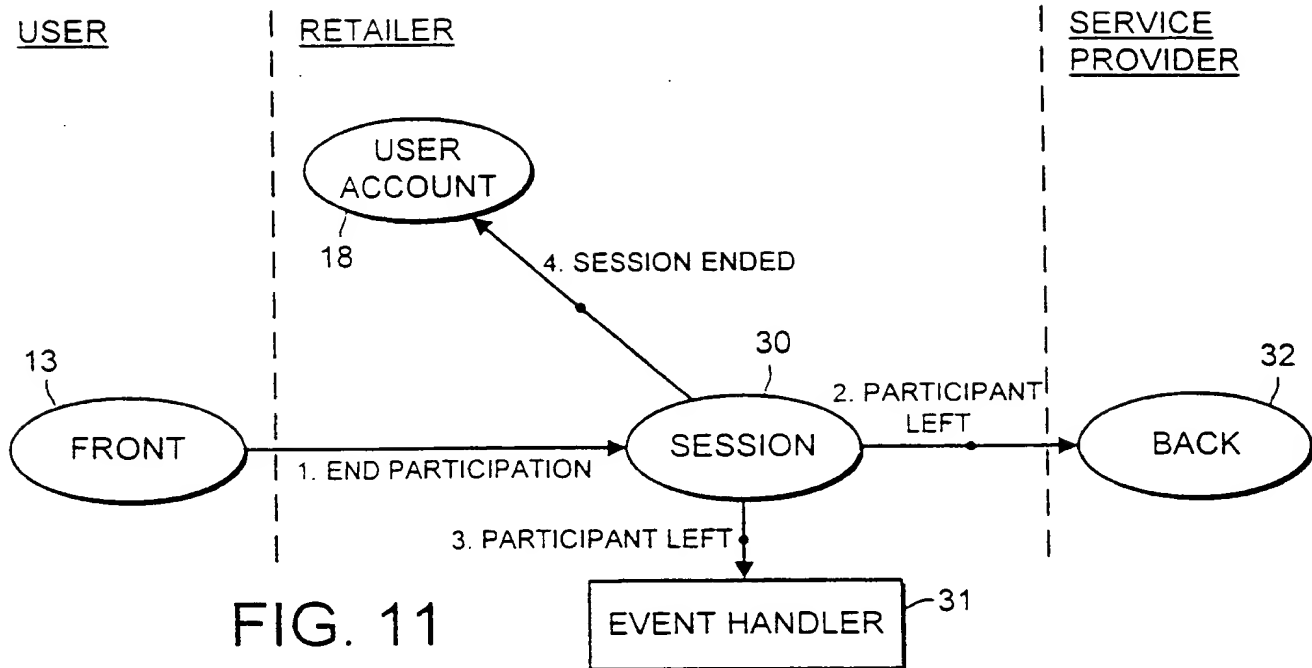 USER
RETAILER
SERVICE
PROVIDER
USER
ACCOUNT
18
4. SESSION ENDED
13
30
2. PARTICIPANT
LEFT
32
FRONT
1. END PARTICIPATION
SESSION
BACK
3. PARTICIPANT LEFT
EVENT HANDLER
31
FIG. 11